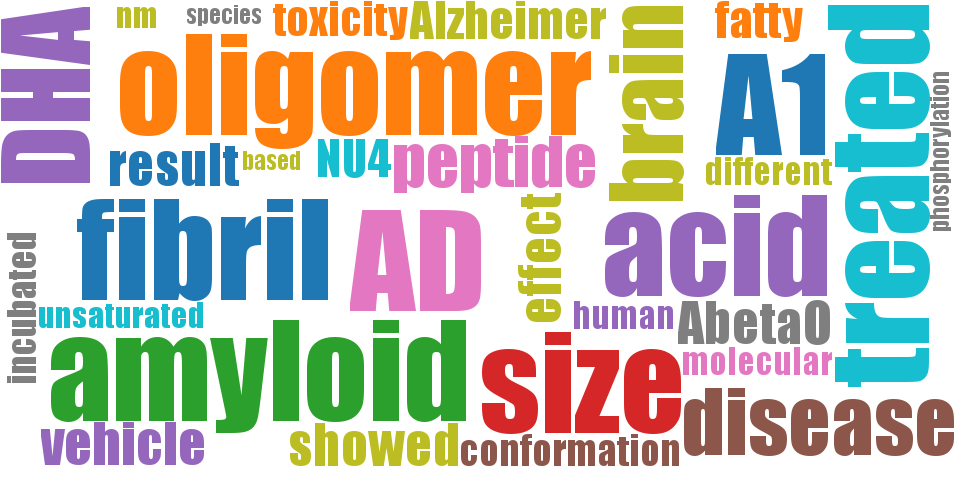 DHA
nm
species
toxicity
Alzheimer
fatty
oligomer
brain
A1
treated
phosphorylation
result
based
NU4
peptide
different
fibril
AD
effect
acid
incubated
unsaturated
human
AbetaO
amyloid
size
molecular
disease
vehicle
showed
conformation